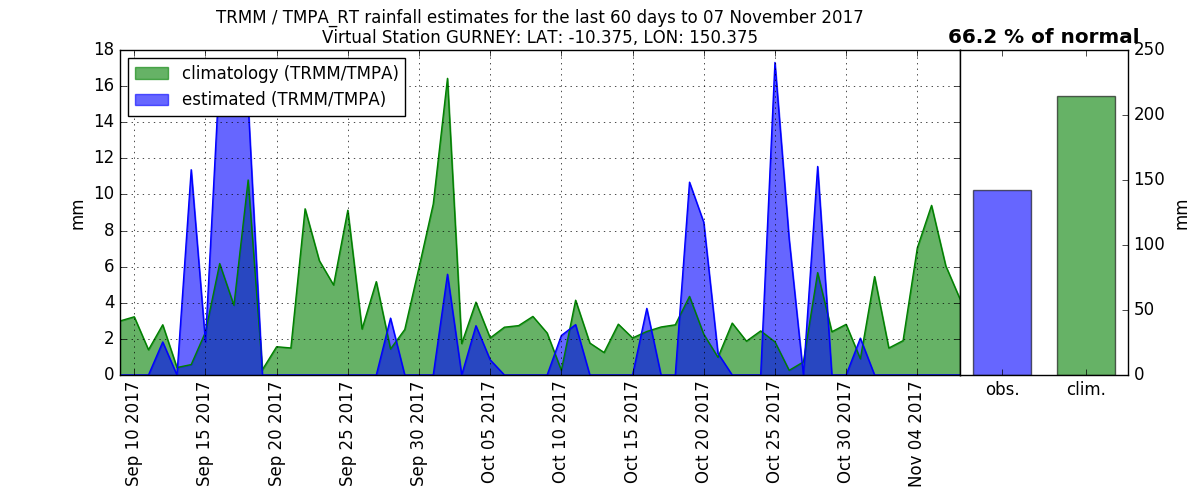 TRMM / TMPA_RT rainfall estimates for the last 60 days to 07 November 2017
Virtual Station GURNEY: LAT: -10.375, LON: 150.375
66.2 % of normal
climatology (TRMM/TMPA)
estimated (TRMM/TMPA)
18
16
14
12
10
8
6
4
2
0
mm
Sep 10 2017
Sep 15 2017
Sep 20 2017
Sep 25 2017
Sep 30 2017
Oct 05 2017
Oct 10 2017
Oct 15 2017
Oct 20 2017
Oct 25 2017
Oct 30 2017
Nov 04 2017
250
200
150
100
50
0
mm
obs.
clim.